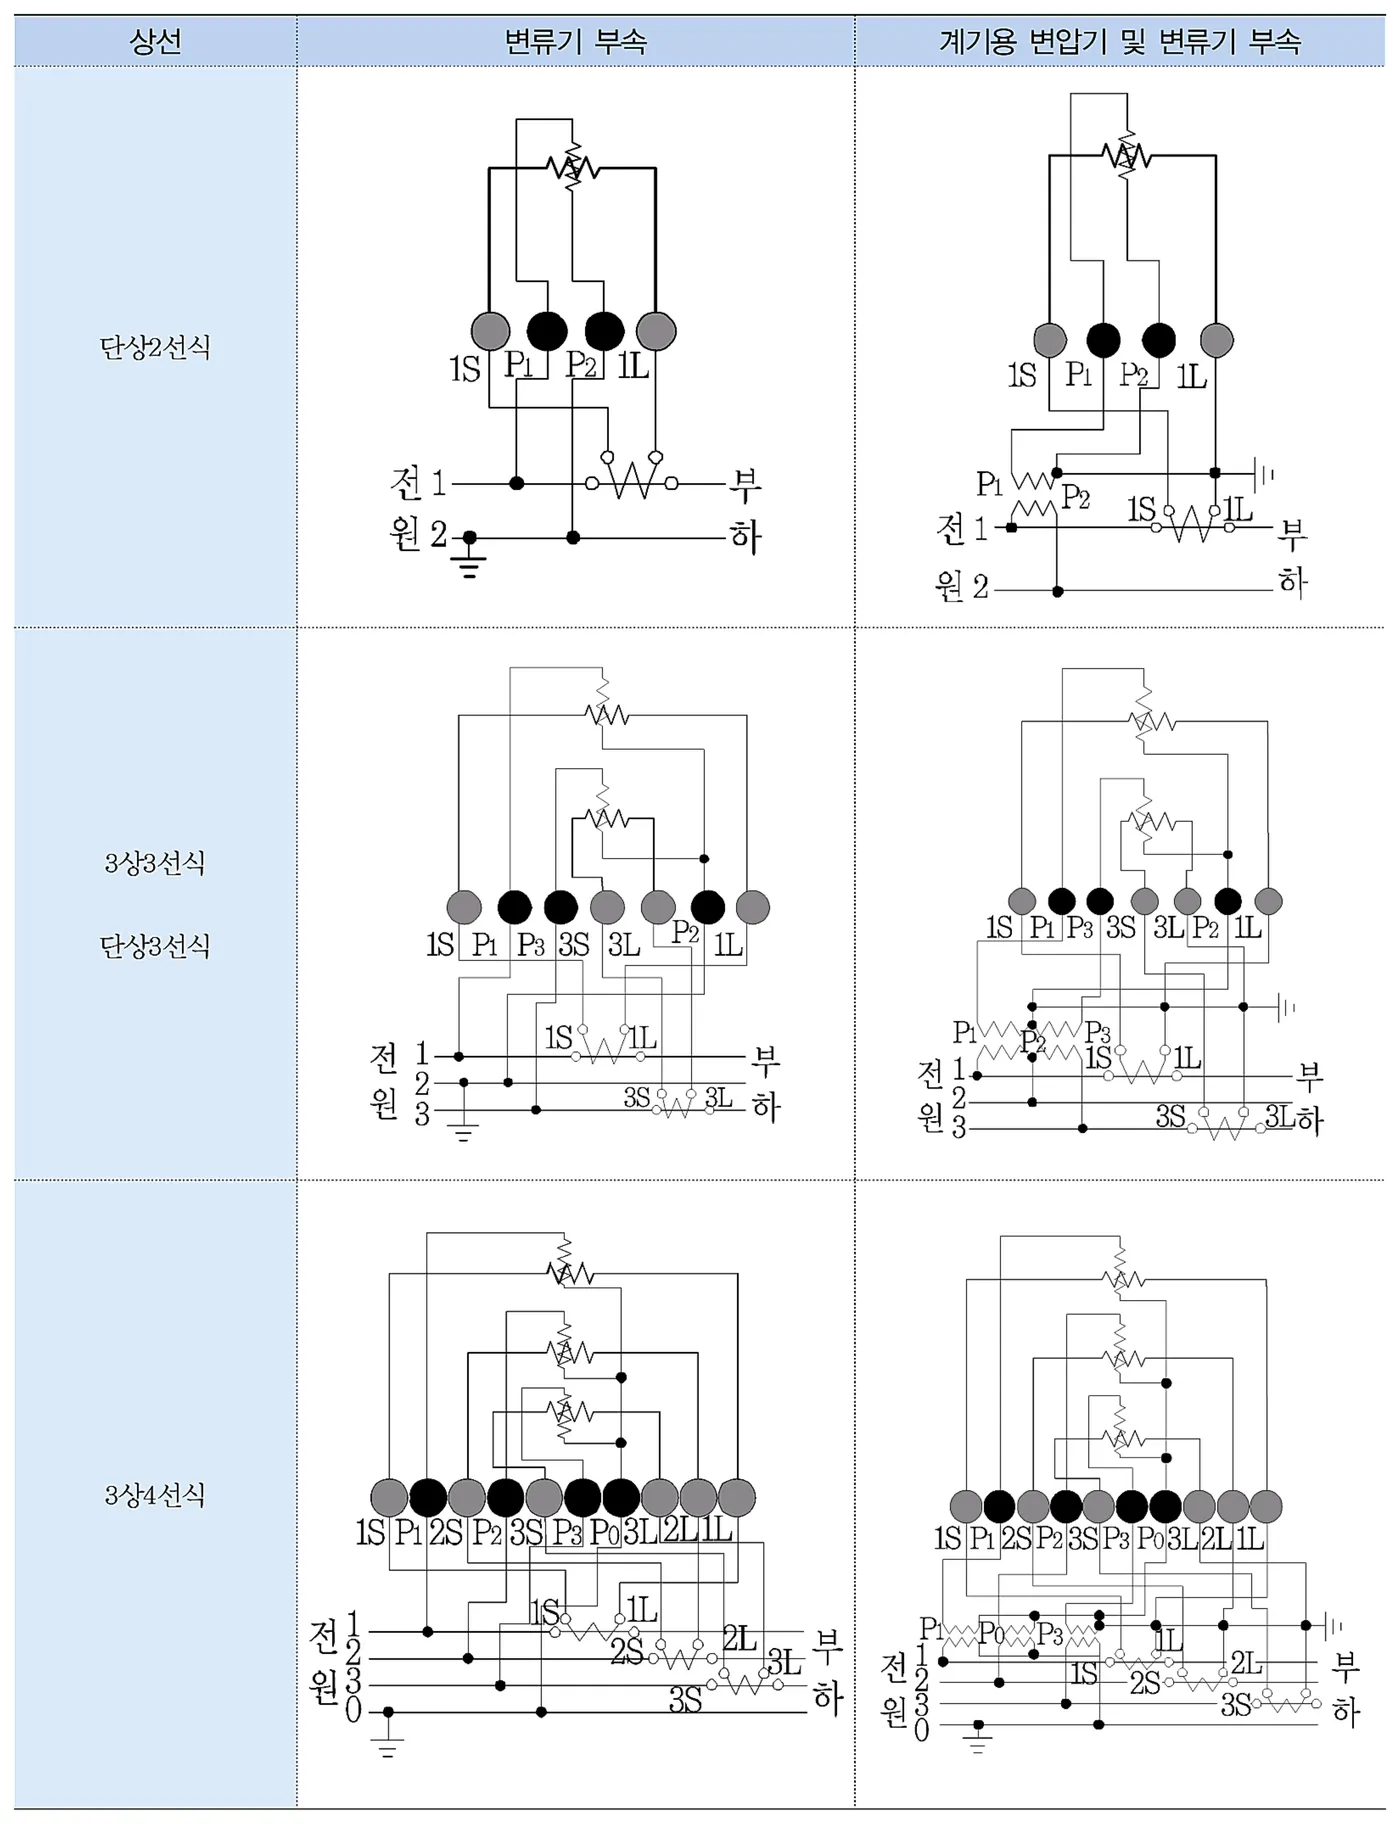 상선 변류기 부속 계기용 변압기 및 변류기 부속
단상2선식
1S P1 P2 1L
전 1 부
원 2 하
1S P1 P2 1L
P1 P2 1S 1L
전 1 부
원 2 하
3상3선식
단상3선식
1S P1 P3 3S 3L P2 1L
1S 1L
전 1 부
2
원 3 3S 3L 하
1S P1 P3 3S 3L P2 1L
P1 P2 P3
1S 1L
전 1 부
2
원 3 3S 3L 하
3상4선식
1S P1 2S P2 3S P3 P0 3L 2L 1L
1S 1L
전 1 부
2 2S 2L
원 3 3S 3L 하
0
1S P1 2S P2 3S P3 P0 3L 2L 1L
P1 P0 P3 1L
전 1 1S 2L 부
2 2S
원 3 3S 하
0